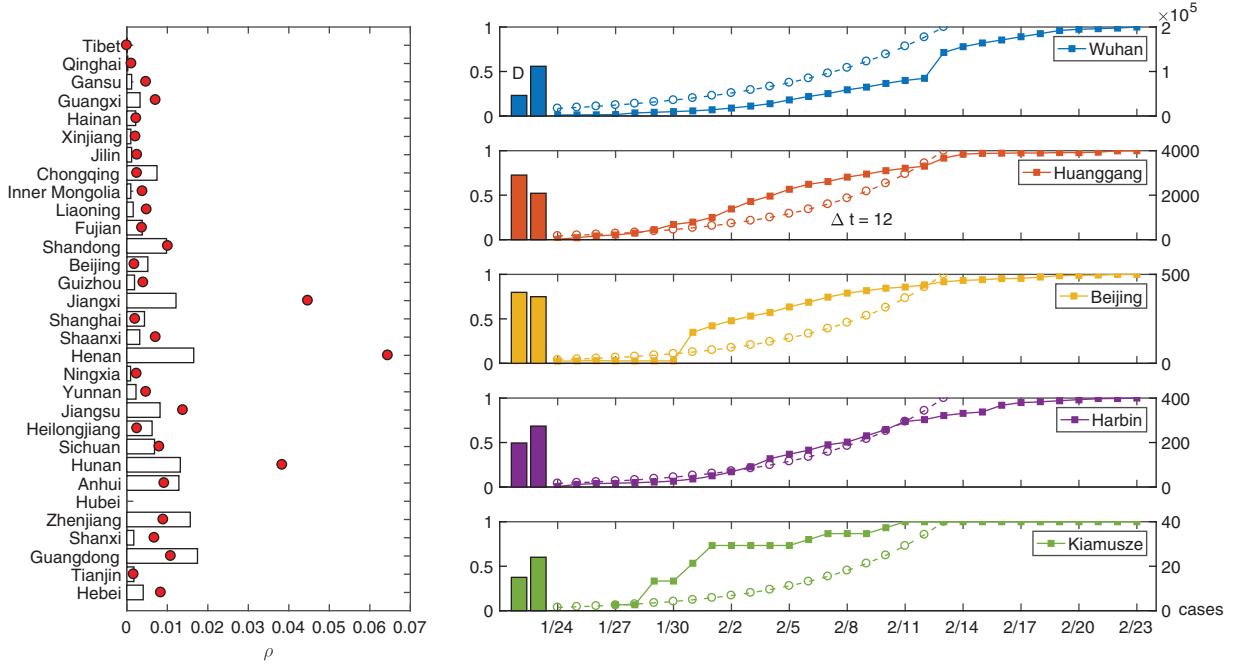 Tibet
Qinghai
Gansu
Guangxi
Hainan
Xinjiang
Jilin
Chongqing
Inner Mongolia
Liaoning
Fujian
Shandong
Beijing
Guizhou
Jiangxi
Shanghai
Shaanxi
Henan
Ningxia
Yunnan
Jiangsu
Heilongjiang
Sichuan
Hunan
Anhui
Hubei
Zhenjiang
Shanxi
Guangdong
Tianjin
Hebei
0 0.01 0.02 0.03 0.04 0.05 0.06 0.07
ρ
×10^5
1 2
Wuhan
D
0.5 1
0 0
1 4000
Huanggang
0.5 2000
Δ t = 12
0 0
1 500
Beijing
0.5
0 0
1 400
Harbin
0.5 200
0 0
1 40
Kiamusze
0.5 20
0 0 cases
1/24 1/27 1/30 2/2 2/5 2/8 2/11 2/14 2/17 2/20 2/23